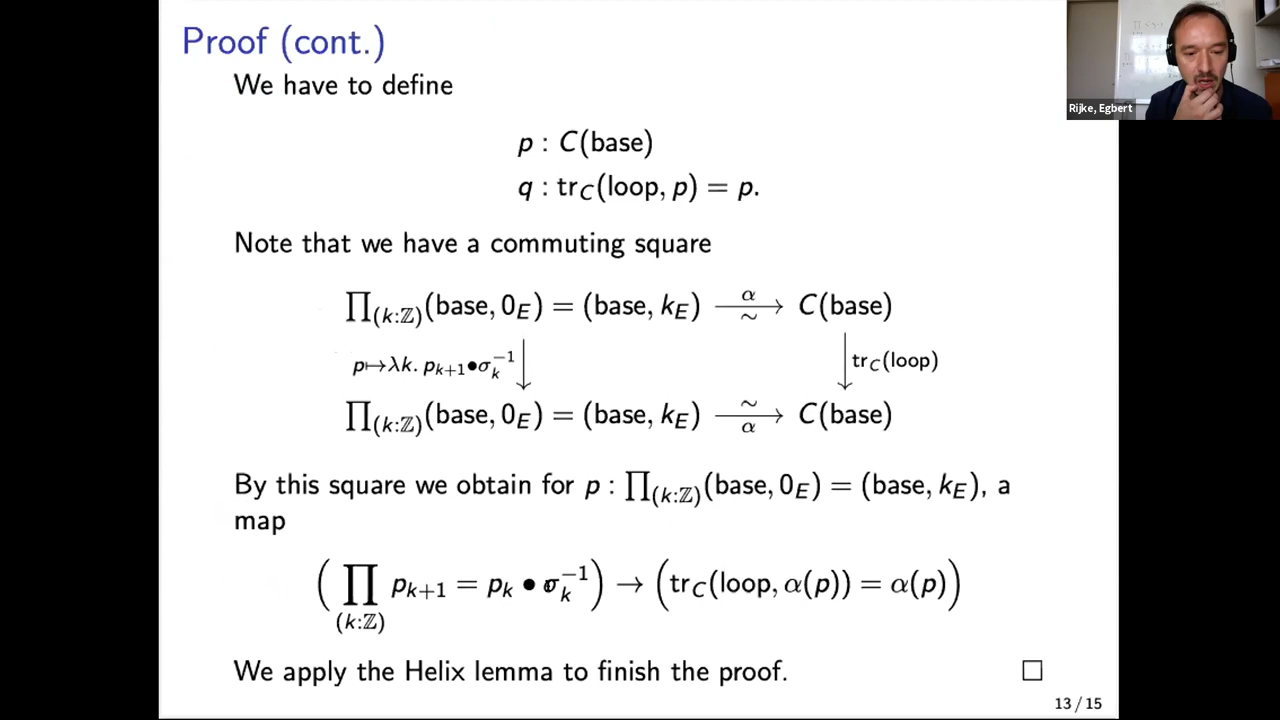 Proof (cont.)
We have to define
p : C(base)
q : tr_C(loop, p) = p.
Note that we have a commuting square
∏_(k:ℤ)(base, 0_E) = (base, k_E) —α/∼→ C(base)
p↦λk. p_{k+1}•σ_k^{−1} ↓ ↓ tr_C(loop)
∏_(k:ℤ)(base, 0_E) = (base, k_E) —∼/α→ C(base)
By this square we obtain for p : ∏_(k:ℤ)(base, 0_E) = (base, k_E), a
map
(∏_(k:ℤ) p_{k+1} = p_k • σ_k^{−1}) → (tr_C(loop, α(p)) = α(p))
We apply the Helix lemma to finish the proof. □
13 / 15
Rijke, Egbert